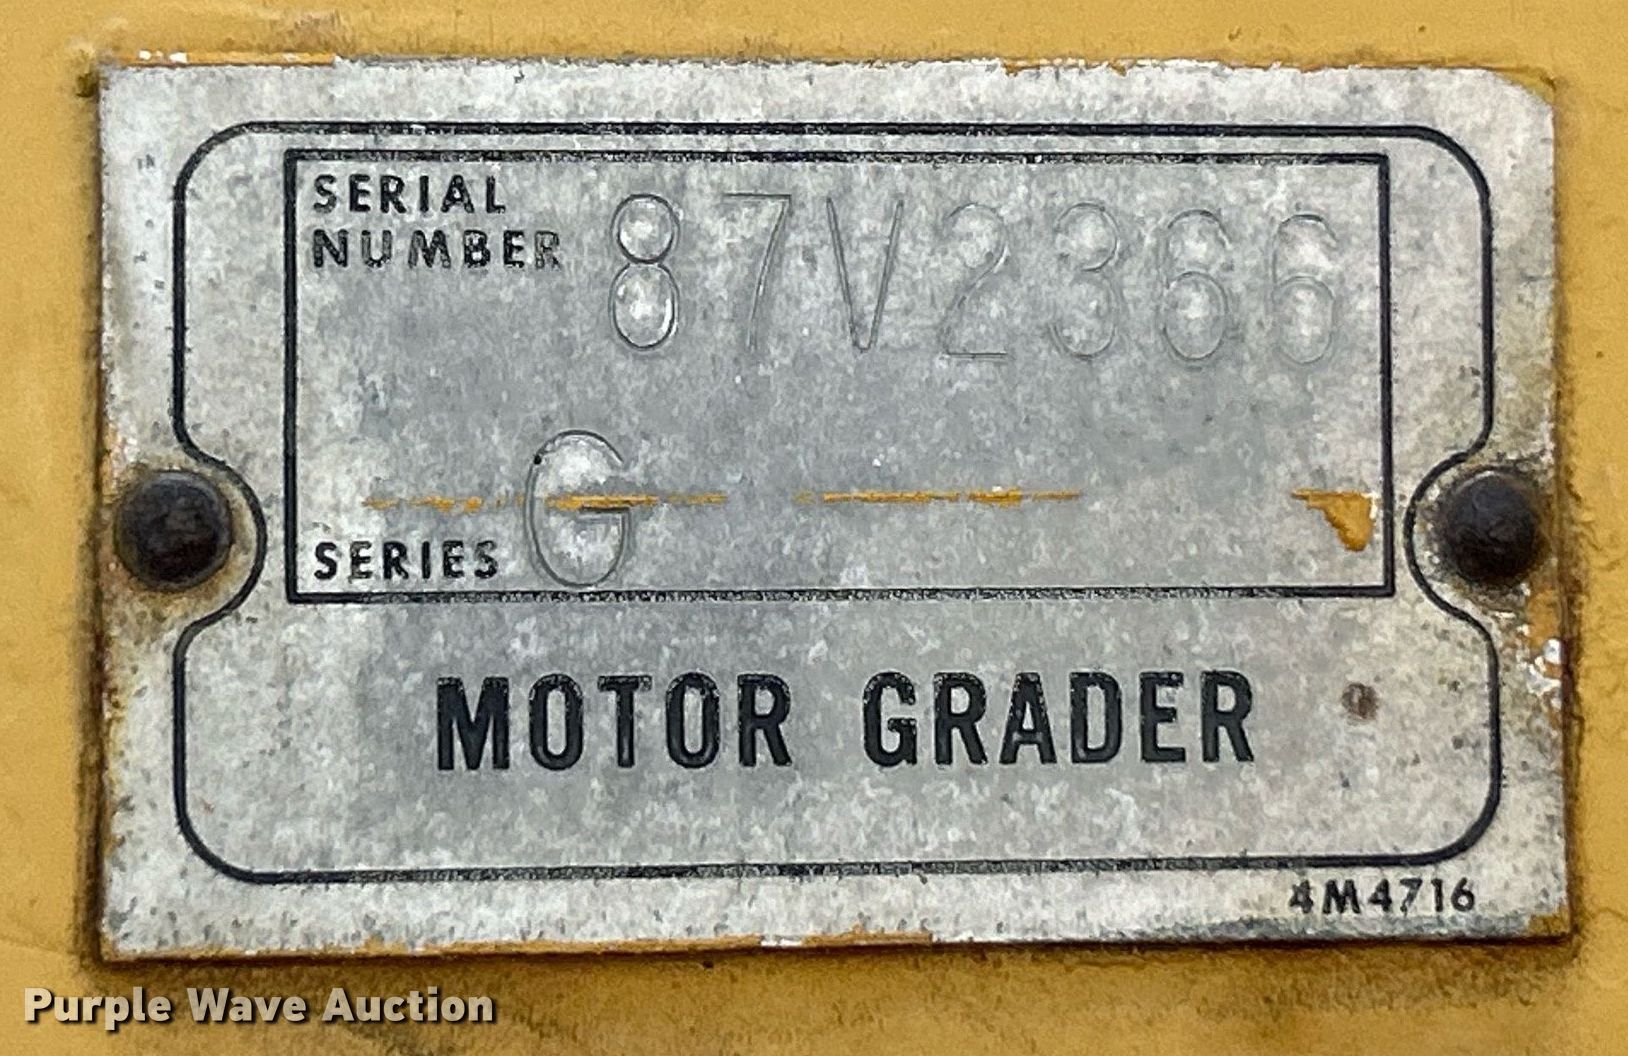 SERIAL
NUMBER 87V2366
SERIES G
MOTOR GRADER
4M4716
Purple Wave Auction